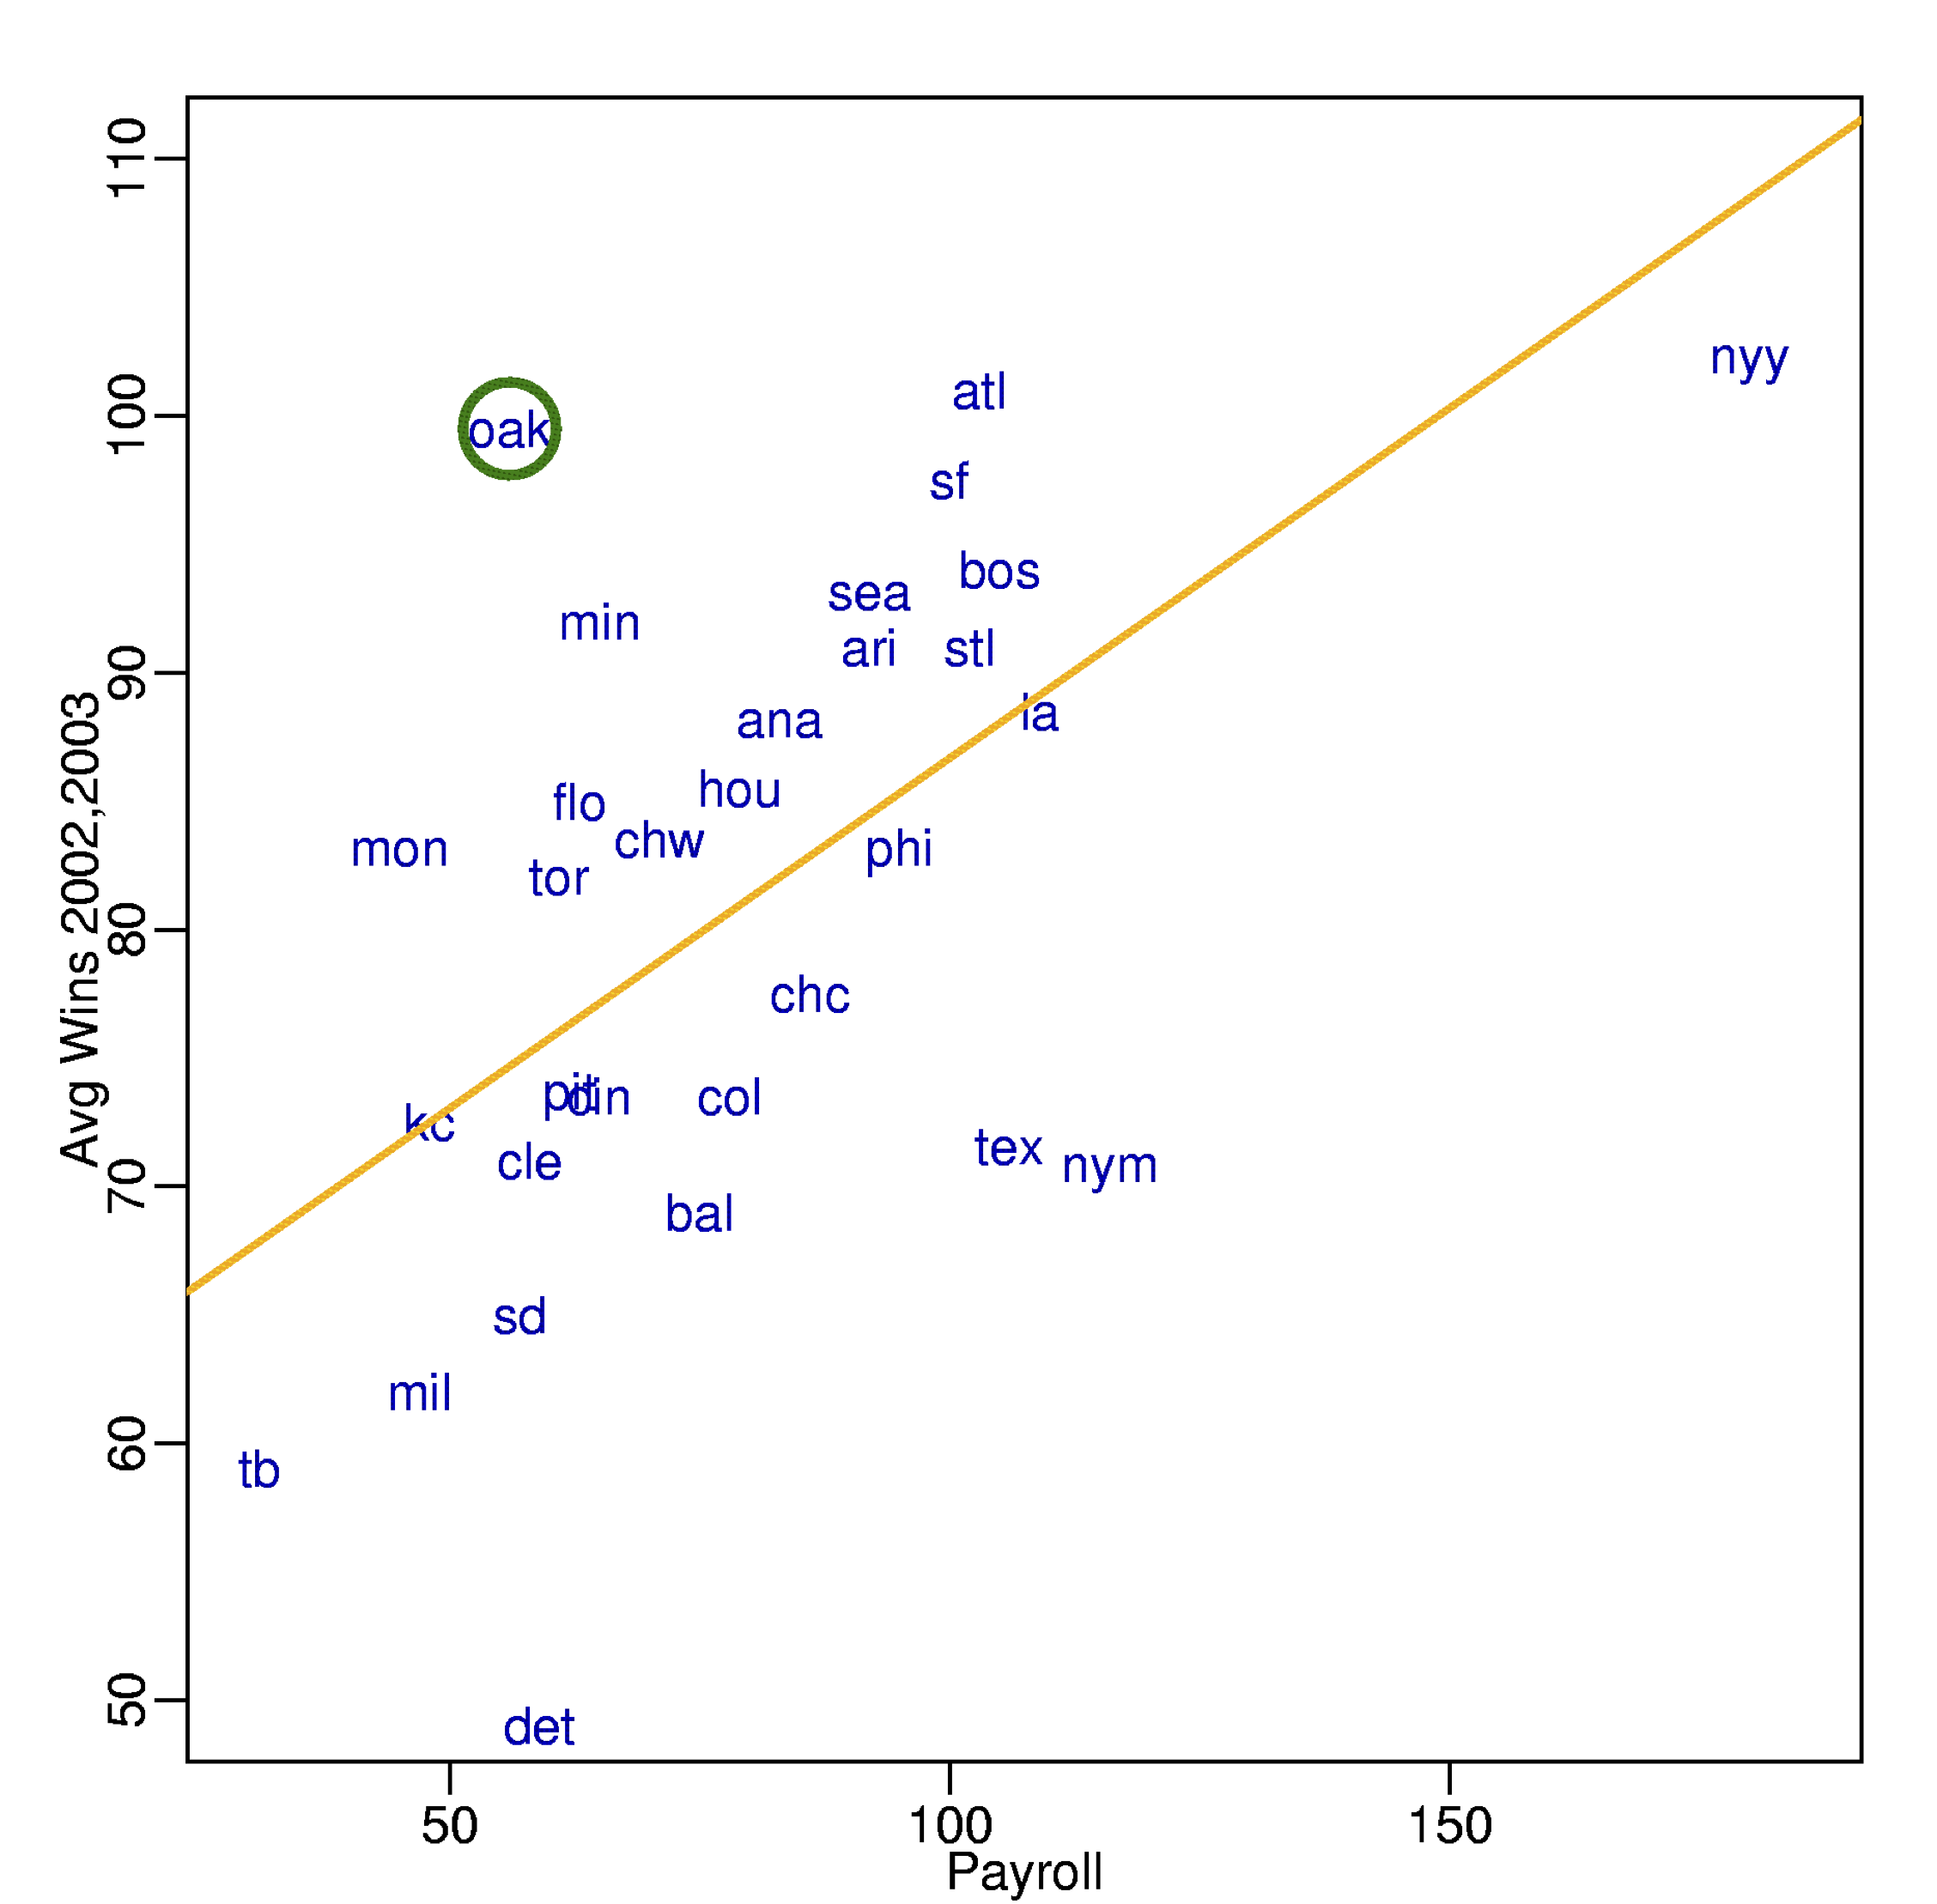 110
100
90
80
70
60
50
Avg Wins 2002,2003
nyy
atl
oak
sf
bos
sea
min
ari
stl
la
ana
hou
flo
chw
mon
phi
tor
chc
pit
cin
col
kc
tex
cle
nym
bal
sd
mil
tb
det
50
100
150
Payroll